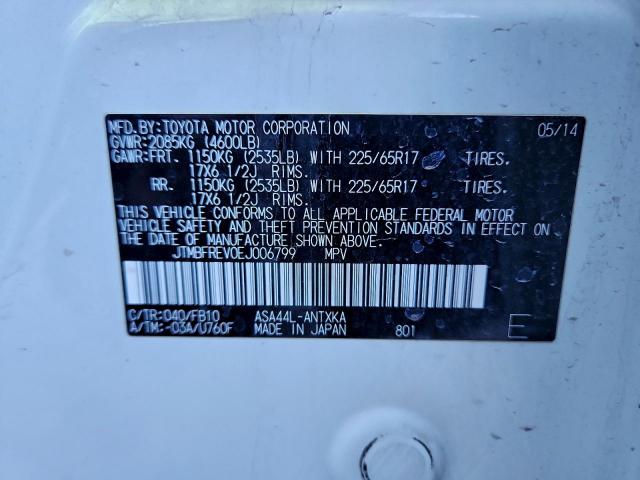 MFD.BY:TOYOTA MOTOR CORPORATION 05/14
GVWR:2085KG (4600LB)
GAWR:FRT. 1150KG (2535LB) WITH 225/65R17 TIRES.
17X6 1/2J RIMS.
RR. 1150KG (2535LB) WITH 225/65R17 TIRES.
17X6 1/2J RIMS.
THIS VEHICLE CONFORMS TO ALL APPLICABLE FEDERAL MOTOR
VEHICLE SAFETY AND THEFT PREVENTION STANDARDS IN EFFECT ON
THE DATE OF MANUFACTURE SHOWN ABOVE.
JTMBFREV0EJ006799 MPV
C/TR:040/FB10 ASA44L-ANTXKA
A/TM:-03A/U760F MADE IN JAPAN 801 E